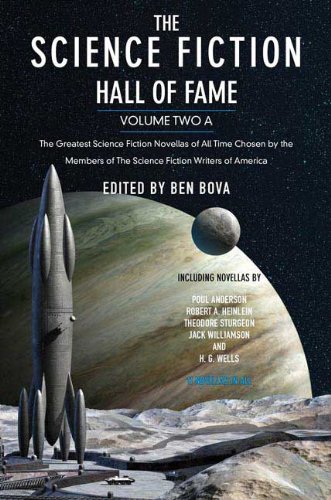 THE
SCIENCE FICTION
HALL OF FAME
VOLUME TWO A
The Greatest Science Fiction Novellas of All Time Chosen by the
Members of The Science Fiction Writers of America
EDITED BY BEN BOVA
INCLUDING NOVELLAS BY
POUL ANDERSON
ROBERT A. HEINLEIN
THEODORE STURGEON
JACK WILLIAMSON
AND
H. G. WELLS
IN ALL